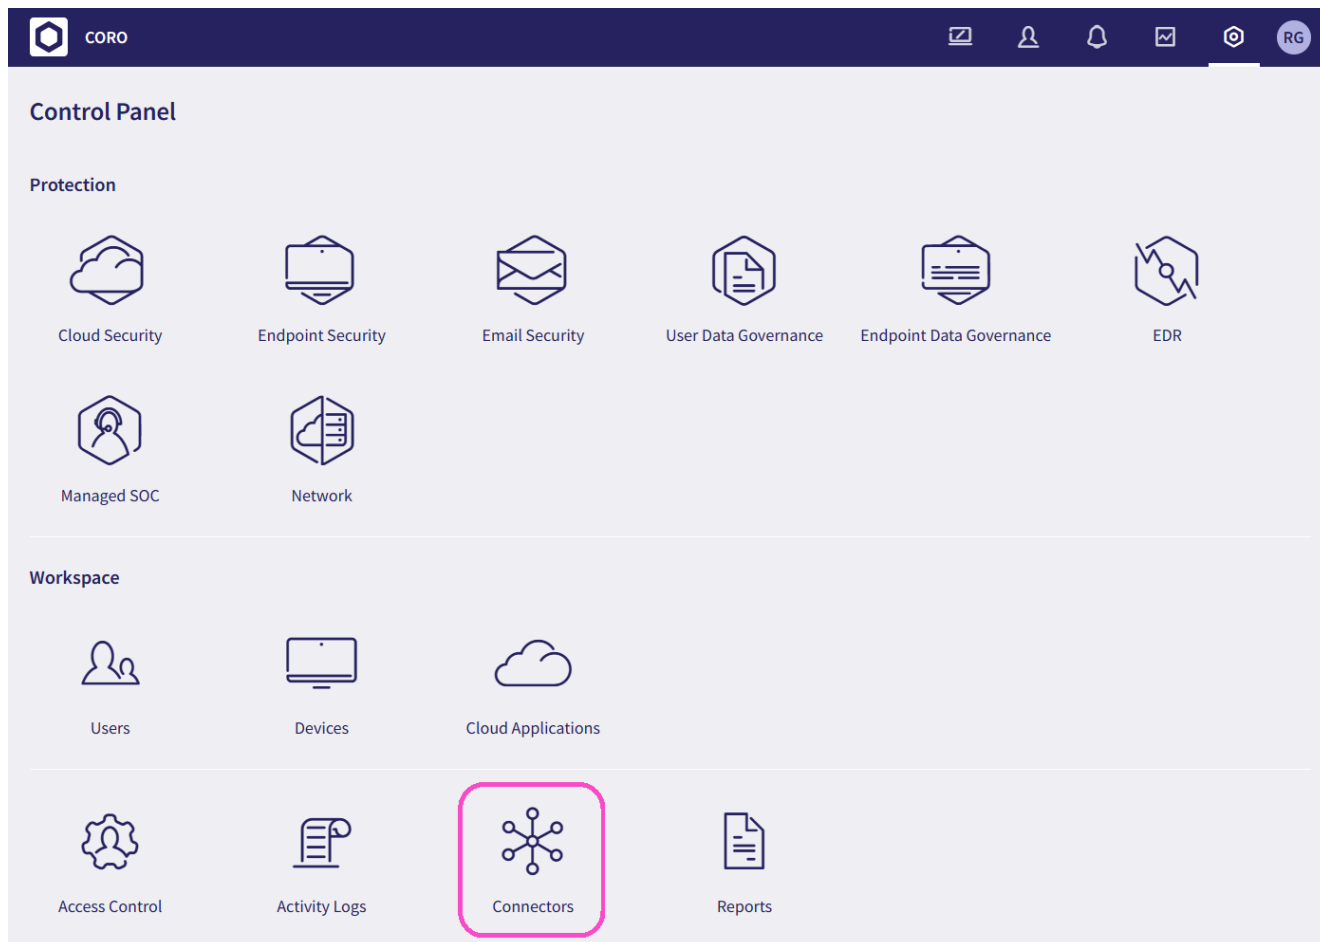 CORO
RG
Control Panel
Protection
Cloud Security
Endpoint Security
Email Security
User Data Governance
Endpoint Data Governance
EDR
Managed SOC
Network
Workspace
Users
Devices
Cloud Applications
Access Control
Activity Logs
Connectors
Reports